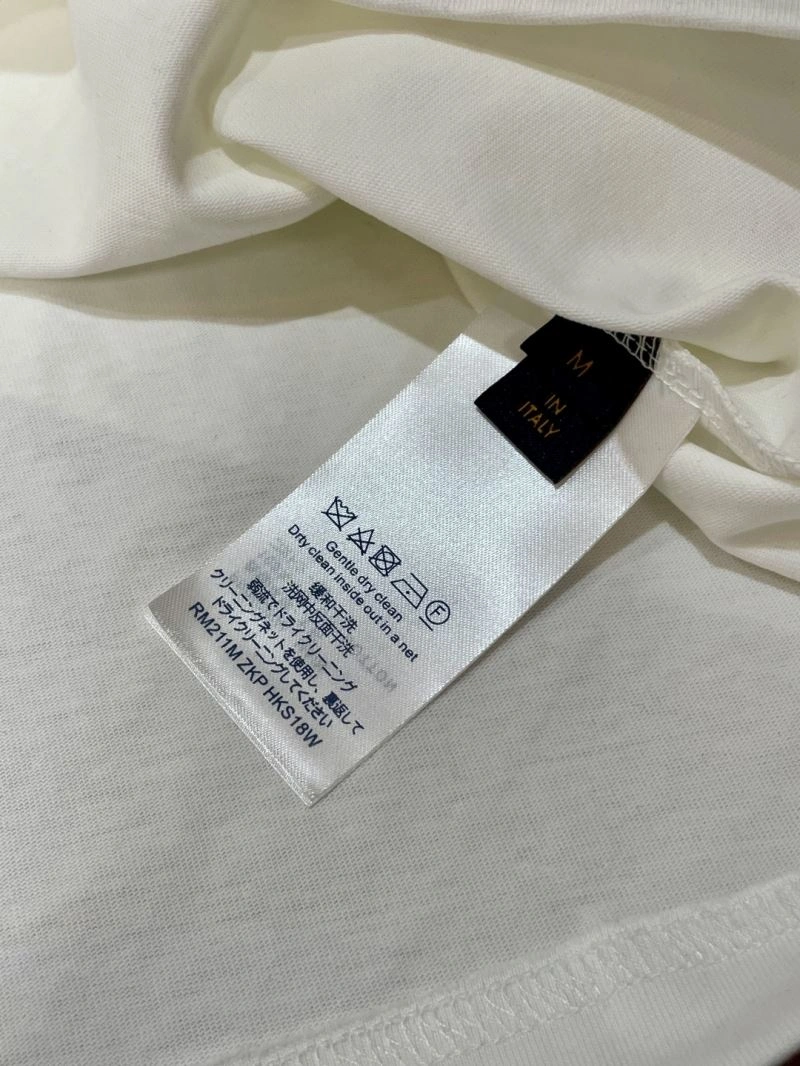 M
IN
ITALY
Gentle dry clean
Drty clean inside out in a net
缓和干洗
洗网中反面干洗
弱流でドライクリーニング
クリーニングネットを使用し、裏返して
ドライクリーニングしてください
RM211M ZKP HKS18W